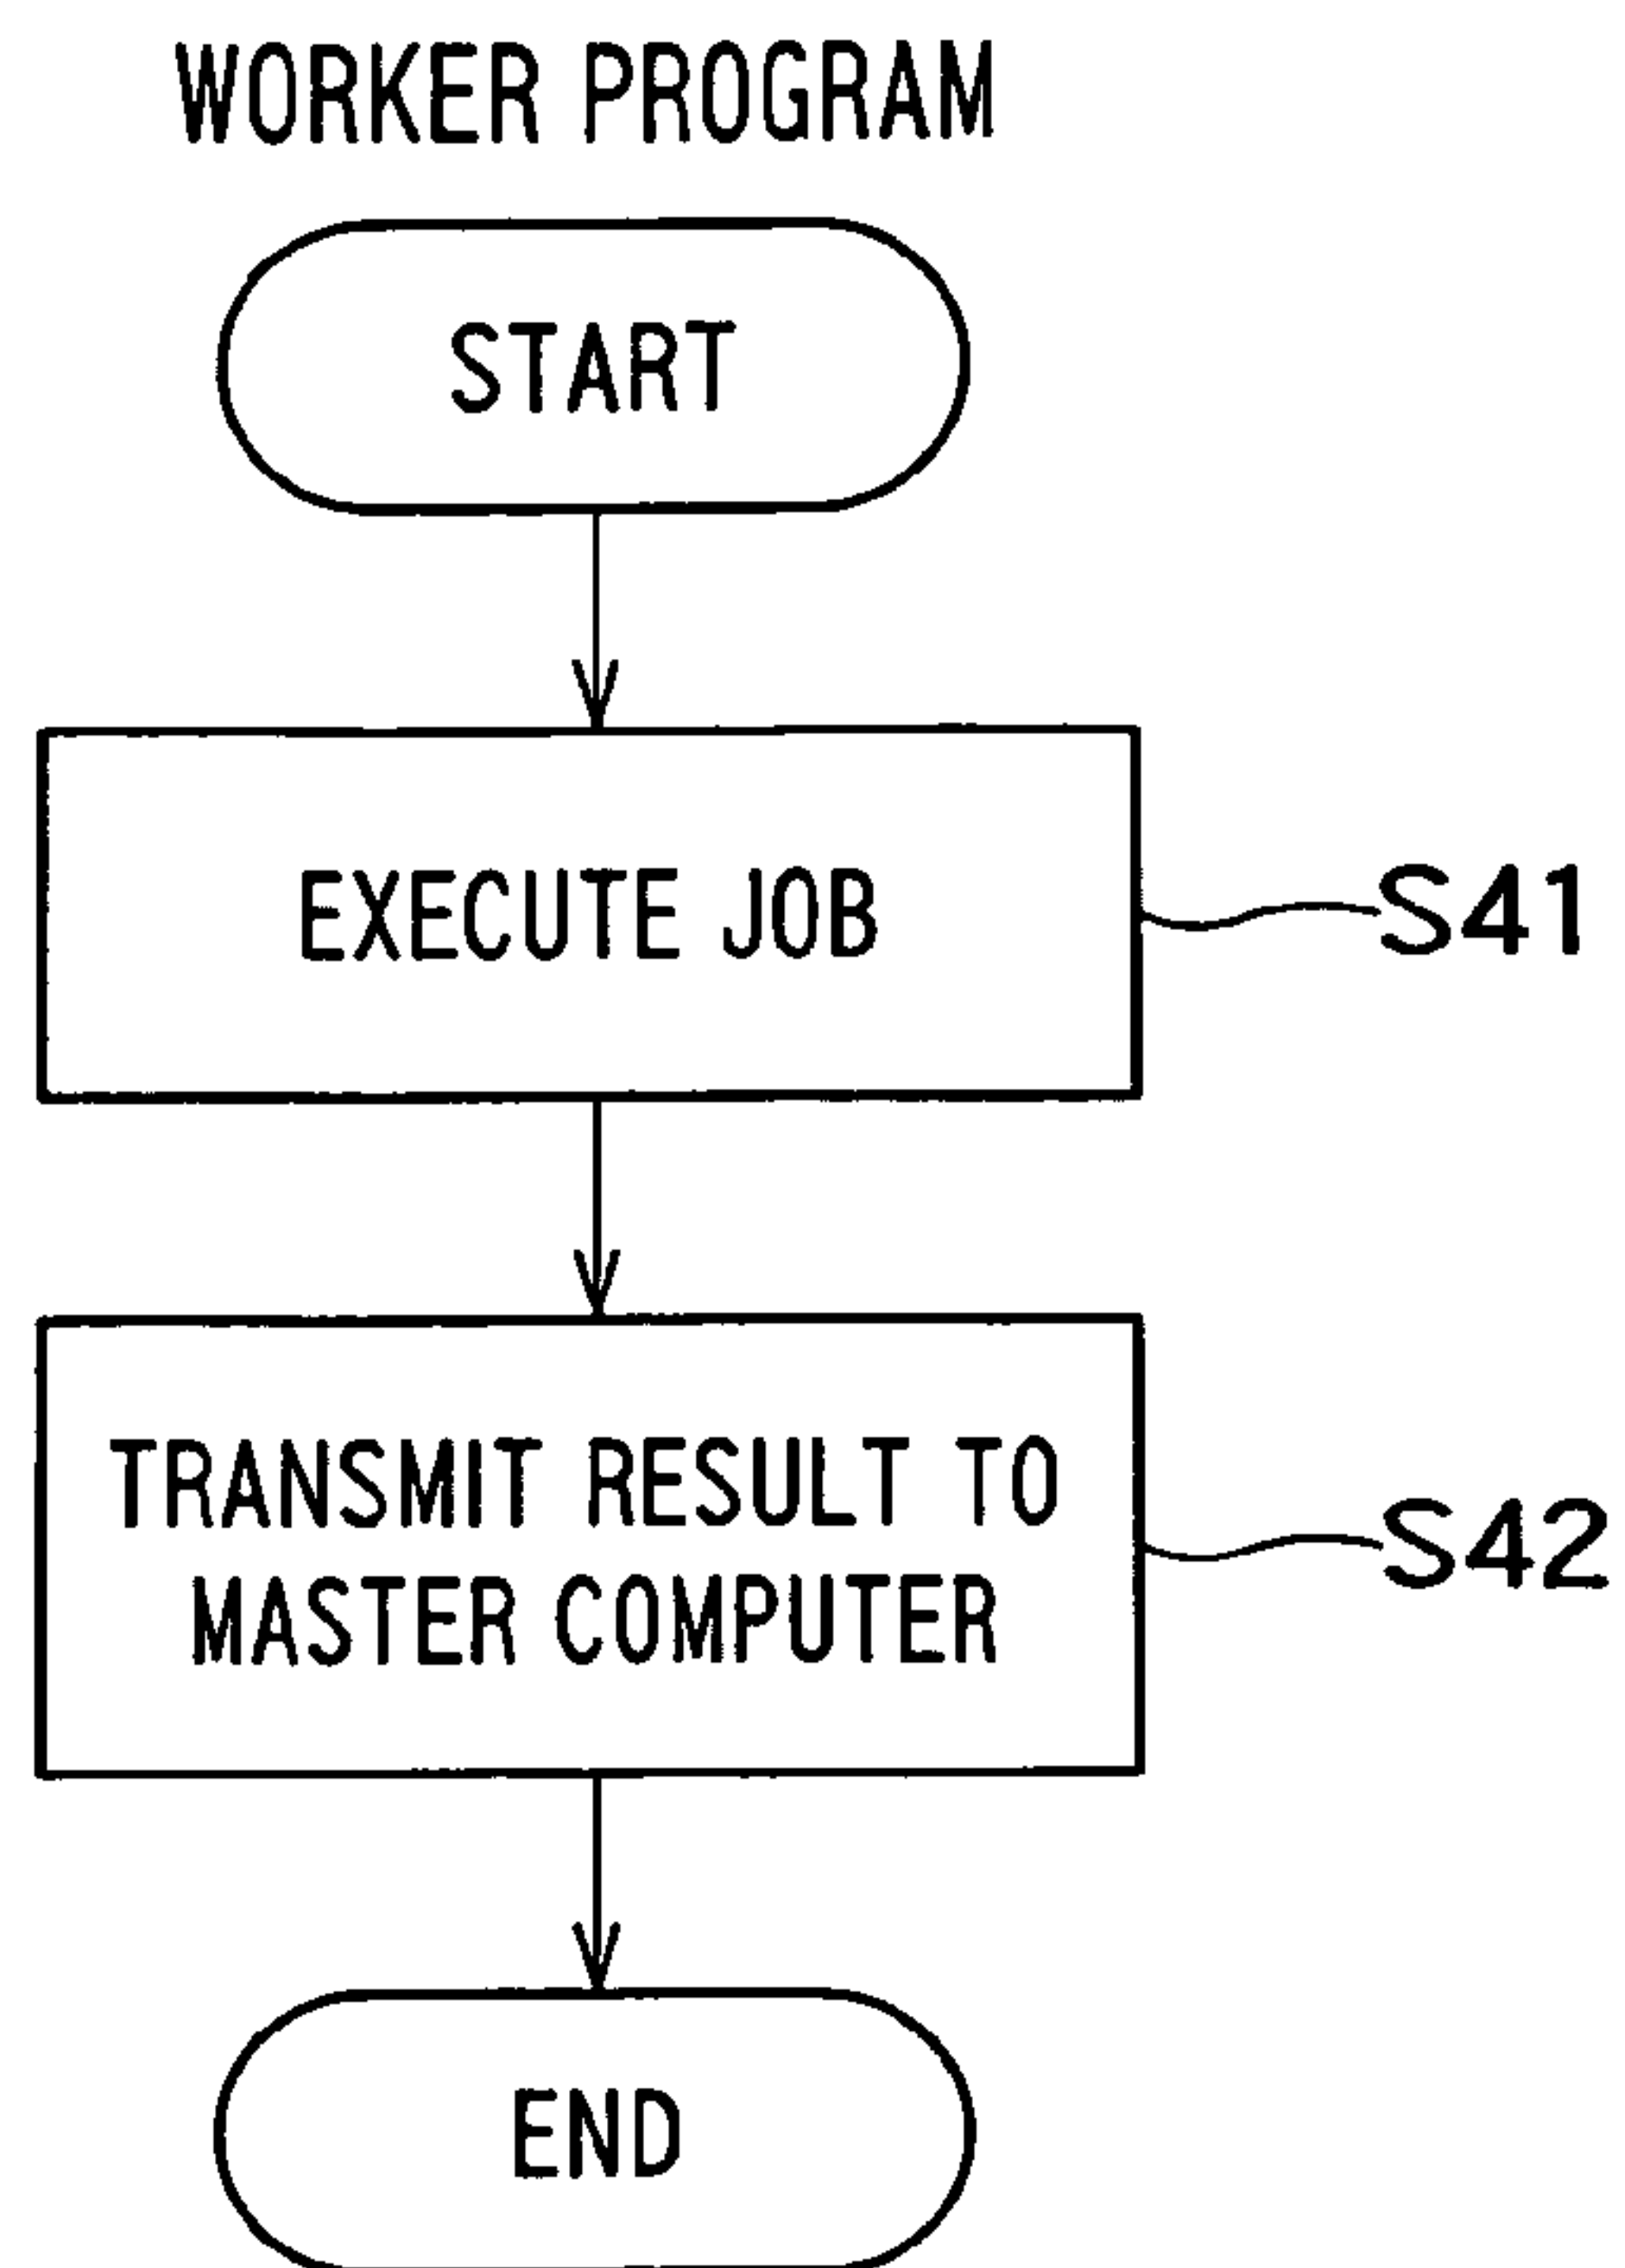 WORKER PROGRAM
START
EXECUTE JOB
S41
TRANSMIT RESULT TO
MASTER COMPUTER
S42
END